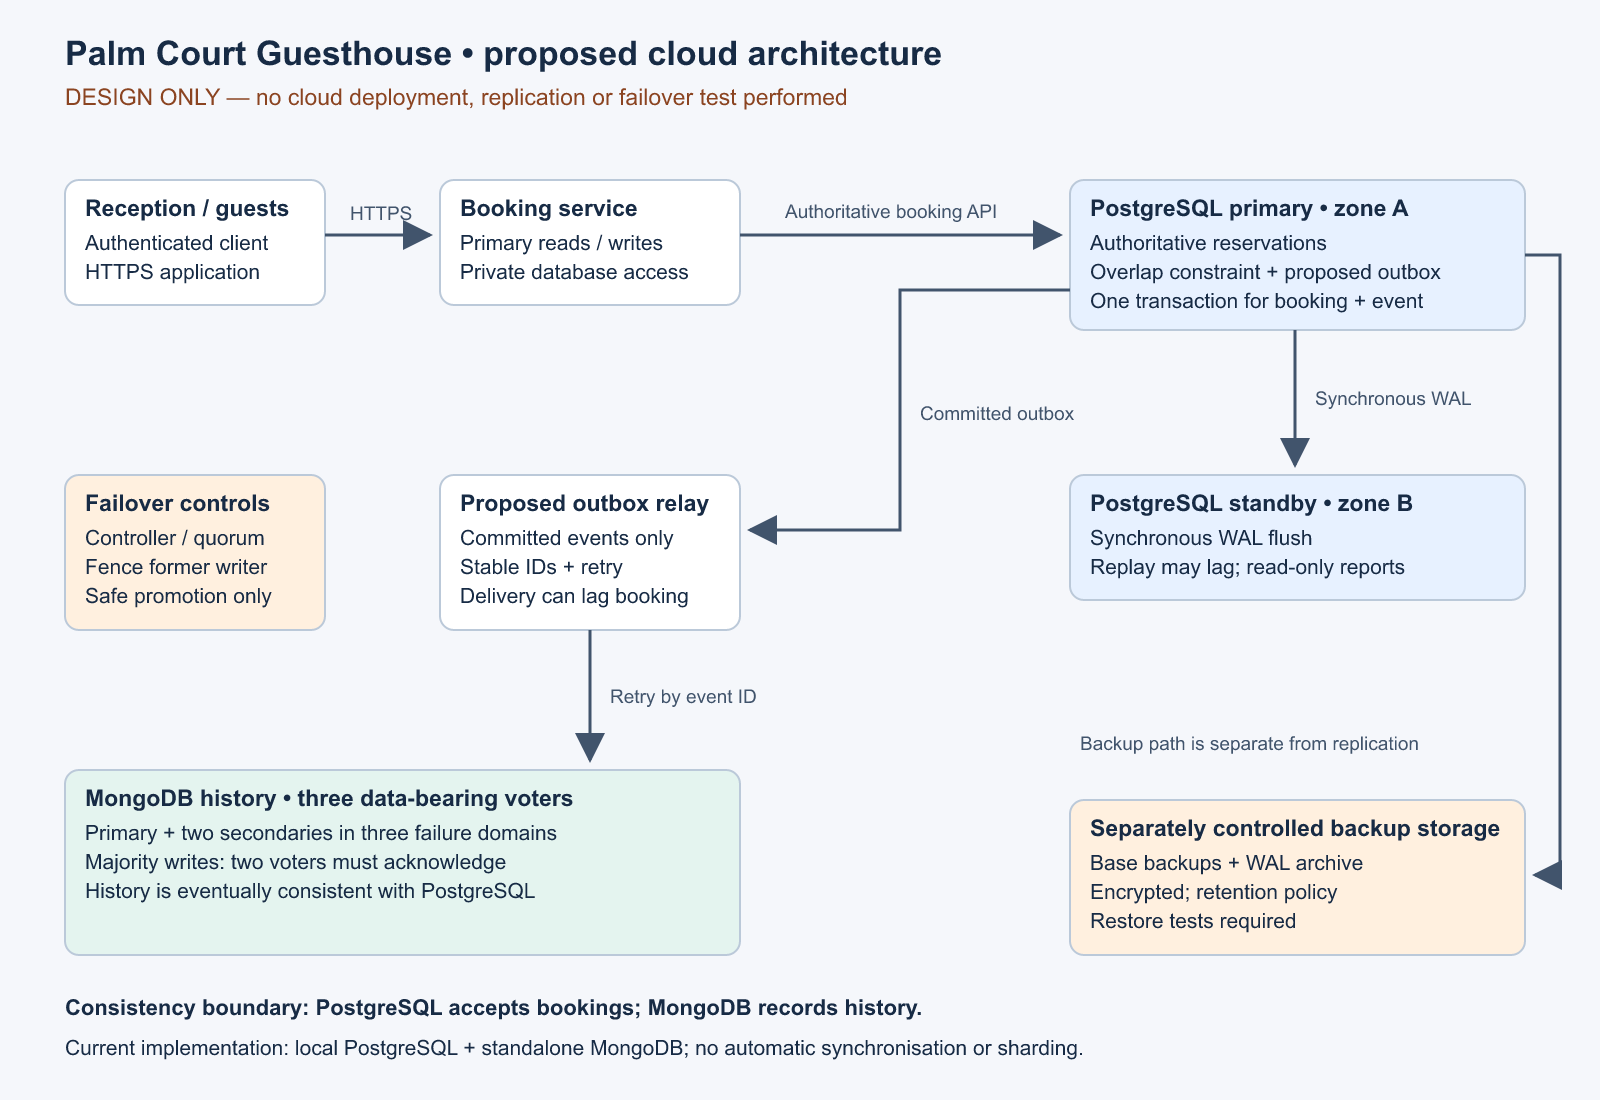 Palm Court Guesthouse • proposed cloud architecture
DESIGN ONLY — no cloud deployment, replication or failover test performed
Reception / guests
Authenticated client
HTTPS application
HTTPS
Booking service
Primary reads / writes
Private database access
Authoritative booking API
PostgreSQL primary • zone A
Authoritative reservations
Overlap constraint + proposed outbox
One transaction for booking + event
Committed outbox
Synchronous WAL
Failover controls
Controller / quorum
Fence former writer
Safe promotion only
Proposed outbox relay
Committed events only
Stable IDs + retry
Delivery can lag booking
PostgreSQL standby • zone B
Synchronous WAL flush
Replay may lag; read-only reports
Retry by event ID
Backup path is separate from replication
MongoDB history • three data-bearing voters
Primary + two secondaries in three failure domains
Majority writes: two voters must acknowledge
History is eventually consistent with PostgreSQL
Separately controlled backup storage
Base backups + WAL archive
Encrypted; retention policy
Restore tests required
Consistency boundary: PostgreSQL accepts bookings; MongoDB records history.
Current implementation: local PostgreSQL + standalone MongoDB; no automatic synchronisation or sharding.